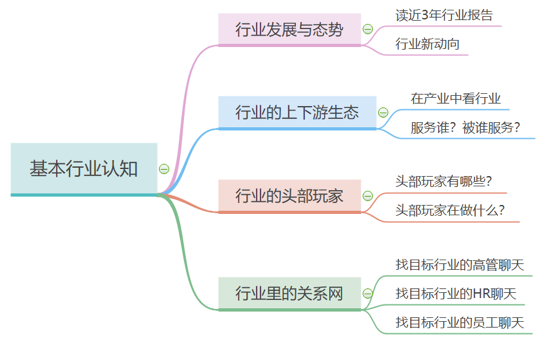 基本行业认知
行业发展与态势
读近3年行业报告
行业新动向
行业的上下游生态
在产业中看行业
服务谁？被谁服务？
行业的头部玩家
头部玩家有哪些？
头部玩家在做什么？
行业里的关系网
找目标行业的高管聊天
找目标行业的HR聊天
找目标行业的员工聊天